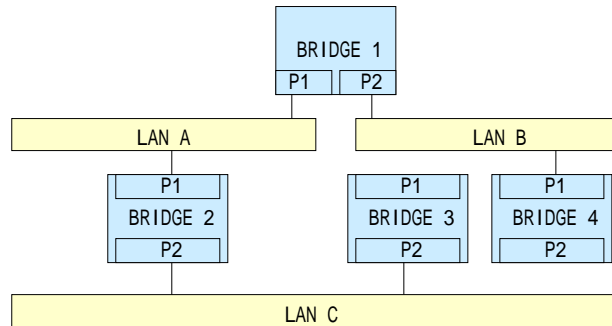 BRIDGE 1
P1 P2
LAN A LAN B
P1 P1 P1
BRIDGE 2 BRIDGE 3 BRIDGE 4
P2 P2 P2
LAN C